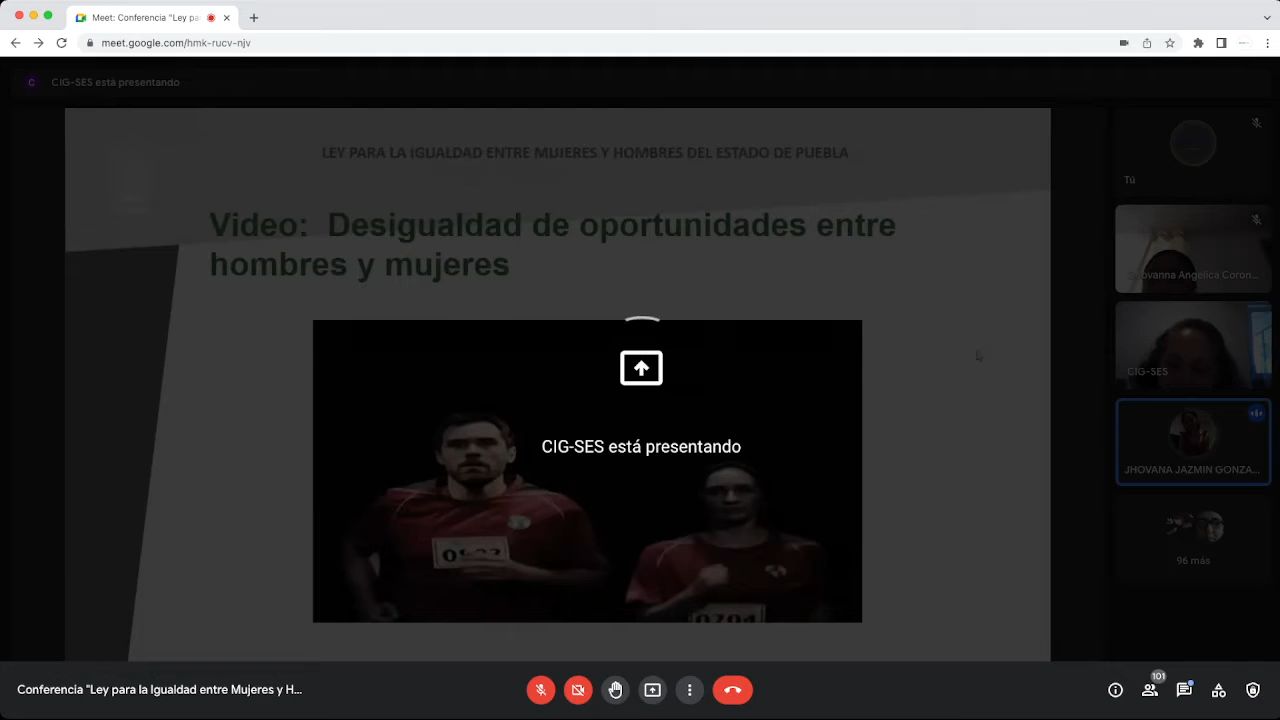 Meet: Conferencia "Ley pa
meet.google.com/hmk-rucv-njv
C CIG-SES está presentando
LEY PARA LA IGUALDAD ENTRE MUJERES Y HOMBRES DEL ESTADO DE PUEBLA
Video: Desigualdad de oportunidades entre
hombres y mujeres
CIG-SES está presentando
Tú
Angelica Coron...
CIG-SES
JHOVANA JAZMIN GONZA...
96 más
Conferencia "Ley para la Igualdad entre Mujeres y H...
101